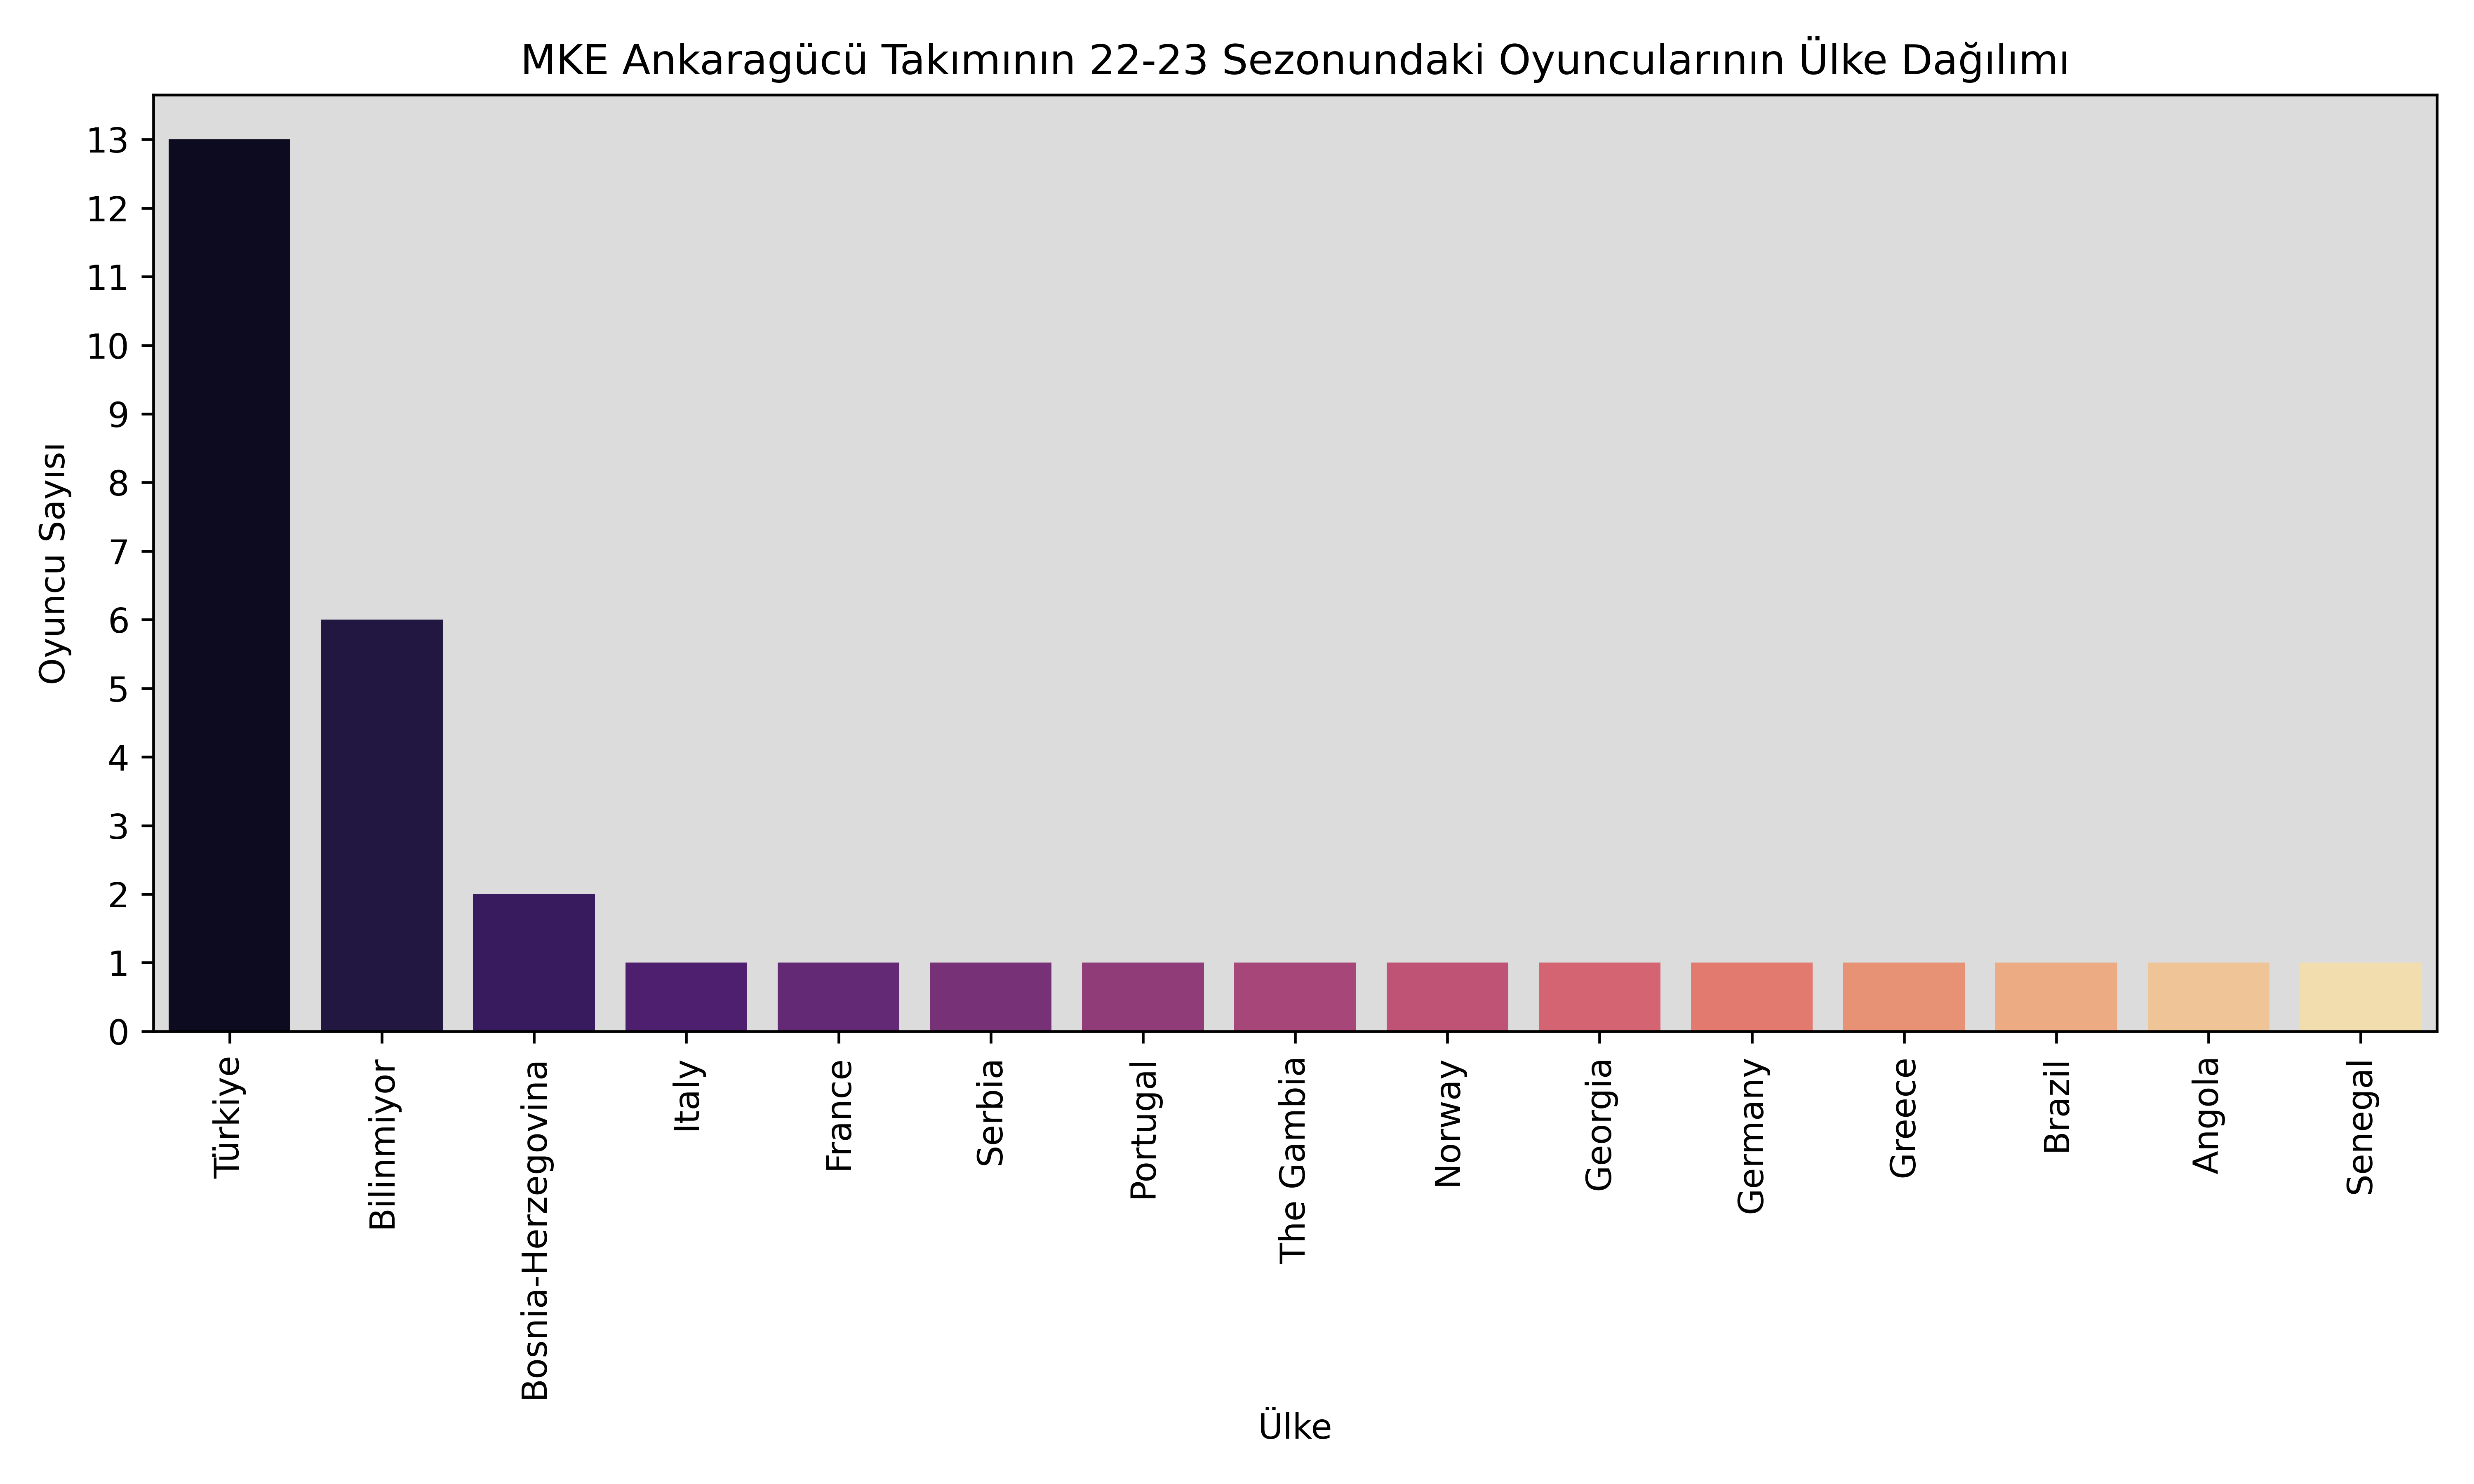 MKE Ankaragücü Takımının 22-23 Sezonundaki Oyuncularının Ülke Dağılımı
Oyuncu Sayısı
13
12
11
10
9
8
7
6
5
4
3
2
1
0
Türkiye
Bilinmiyor
Bosnia-Herzegovina
Italy
France
Serbia
Portugal
The Gambia
Norway
Georgia
Germany
Greece
Brazil
Angola
Senegal
Ülke